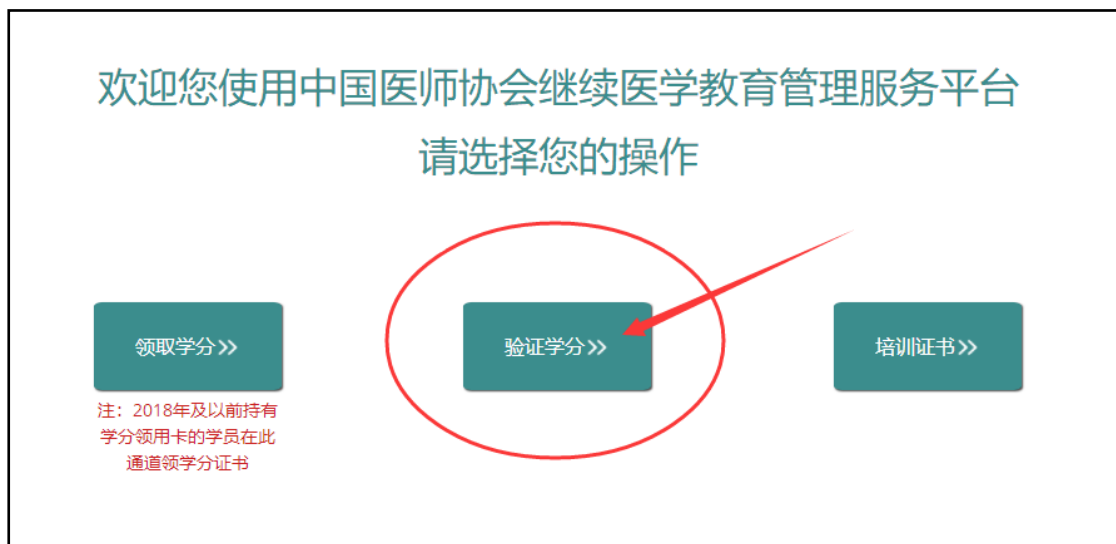 欢迎您使用中国医师协会继续医学教育管理服务平台
请选择您的操作
领取学分>>
验证学分>>
培训证书>>
注：2018年及以前持有
学分领用卡的学员在此
通道领学分证书